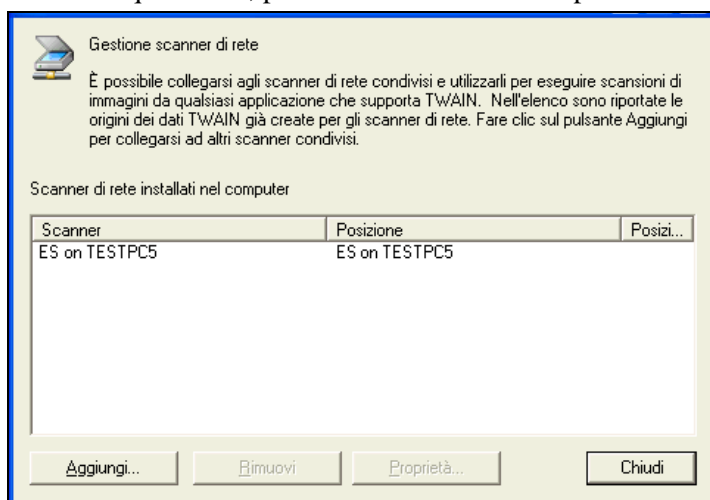 Gestione scanner di rete
È possibile collegarsi agli scanner di rete condivisi e utilizzarli per eseguire scansioni di
immagini da qualsiasi applicazione che supporta TWAIN. Nell'elenco sono riportate le
origini dei dati TWAIN già create per gli scanner di rete. Fare clic sul pulsante Aggiungi
per collegarsi ad altri scanner condivisi.
Scanner di rete installati nel computer
Scanner Posizione Posizi...
ES on TESTPC5 ES on TESTPC5
Aggiungi... Rimuovi Proprietà... Chiudi